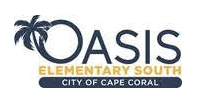 OASIS
ELEMENTARY SOUTH
CITY OF CAPE CORAL